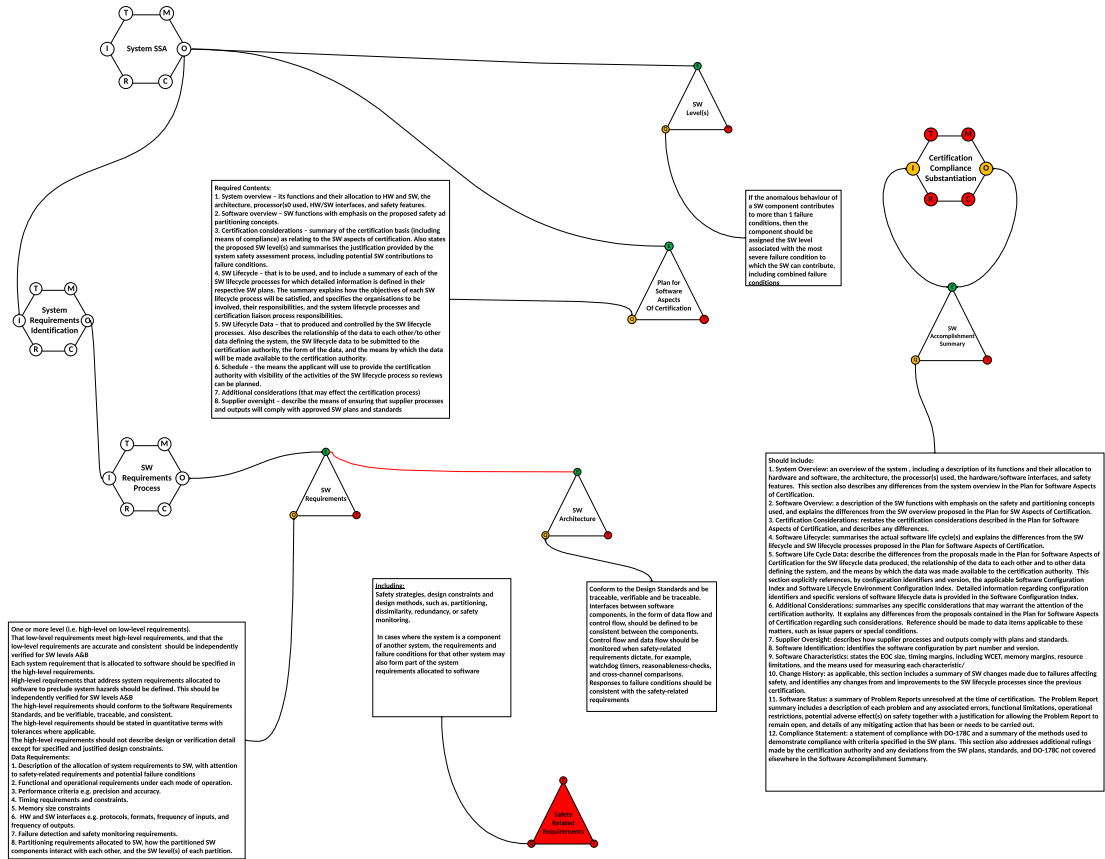 T
M
I
System SSA
O
R
C
E
SW
Level(s)
Q
T
T
M
I
Certification
Compliance
Substantiation
O
R
C
Required Contents:
1. System overview – its functions and their allocation to HW and SW, the
architecture, processor(s0 used, HW/SW interfaces, and safety features.
2. Software overview – SW functions with emphasis on the proposed safety ad
partitioning concepts.
3. Certification considerations – summary of the certification basis (including
means of compliance) as relating to the SW aspects of certification. Also states
the proposed SW level(s) and summarises the justification provided by the
system safety assessment process, including potential SW contributions to
failure conditions.
4. SW Lifecycle – that is to be used, and to include a summary of each of the
SW lifecycle processes for which detailed information is defined in their
respective SW plans. The summary explains how the objectives of each SW
lifecycle process will be satisfied, and specifies the organisations to be
involved, their responsibilities, and the system lifecycle processes and
certification liaison process responsibilities.
5. SW Lifecycle Data – that to produced and controlled by the SW lifecycle
processes.  Also describes the relationship of the data to each other/to other
data defining the system, the SW lifecycle data to be submitted to the
certification authority, the form of the data, and the means by which the data
will be made available to the certification authority.
6. Schedule – the means the applicant will use to provide the certification
authority with visibility of the activities of the SW lifecycle process so reviews
can be planned.
7. Additional considerations (that may effect the certification process)
8. Supplier oversight – describe the means of ensuring that supplier processes
and outputs will comply with approved SW plans and standards
If the anomalous behaviour of
a SW component contributes
to more than 1 failure
conditions, then the
component should be
assigned the SW level
associated with the most
severe failure condition to
which the SW can contribute,
including combined failure
conditions
E
Plan for
Software
Aspects
Of Certification
Q
T
E
SW
Accomplishment
Summary
Q
T
T
M
I
System
Requirements
Identification
O
R
C
T
M
I
SW
Requirements
Process
O
R
C
E
SW
Requirements
Q
T
E
SW
Architecture
Q
T
Should include:
1. System Overview: an overview of the system , including a description of its functions and their allocation to
hardware and software, the architecture, the processor(s) used, the hardware/software interfaces, and safety
features.  This section also describes any differences from the system overview in the Plan for Software Aspects
of Certification.
2. Software Overview: a description of the SW functions with emphasis on the safety and partitioning concepts
used, and explains the differences from the SW overview proposed in the Plan for SW Aspects of Certification.
3. Certification Considerations: restates the certification considerations described in the Plan for Software
Aspects of Certification, and describes any differences.
4. Software Lifecycle: summarises the actual software life cycle(s) and explains the differences from the SW
lifecycle and SW lifecycle processes proposed in the Plan for Software Aspects of Certification.
5. Software Life Cycle Data: describe the differences from the proposals made in the Plan for Software Aspects of
Certification for the SW lifecycle data produced, the relationship of the data to each other and to other data
defining the system, and the means by which the data was made available to the certification authority.  This
section explicitly references, by configuration identifiers and version, the applicable Software Configuration
Index and Software Lifecycle Environment Configuration Index.  Detailed information regarding configuration
identifiers and specific versions of software lifecycle data is provided in the Software Configuration Index.
6. Additional Considerations: summarises any specific considerations that may warrant the attention of the
certification authority.  It explains any differences from the proposals contained in the Plan for Software Aspects
of Certification regarding such considerations.  Reference should be made to data items applicable to these
matters, such as issue papers or special conditions.
7. Supplier Oversight: describes how supplier processes and outputs comply with plans and standards.
8. Software Identification: identifies the software configuration by part number and version.
9. Software Characteristics: states the EOC size, timing margins, including WCET, memory margins, resource
limitations, and the means used for measuring each characteristic/
10. Change History: as applicable, this section includes a summary of SW changes made due to failures affecting
safety, and identifies any changes from and improvements to the SW lifecycle processes since the previous
certification.
11. Software Status: a summary of Problem Reports unresolved at the time of certification.  The Problem Report
summary includes a description of each problem and any associated errors, functional limitations, operational
restrictions, potential adverse effect(s) on safety together with a justification for allowing the Problem Report to
remain open, and details of any mitigating action that has been or needs to be carried out.
12. Compliance Statement: a statement of compliance with DO-178C and a summary of the methods used to
demonstrate compliance with criteria specified in the SW plans.  This section also addresses additional rulings
made by the certification authority and any deviations from the SW plans, standards, and DO-178C not covered
elsewhere in the Software Accomplishment Summary.
Including:
Safety strategies, design constraints and
design methods, such as, partitioning,
dissimilarity, redundancy, or safety
monitoring.
In cases where the system is a component
of another system, the requirements and
failure conditions for that other system may
also form part of the system
requirements allocated to software
Conform to the Design Standards and be
traceable, verifiable and be traceable.
Interfaces between software
components, in the form of data flow and
control flow, should be defined to be
consistent between the components.
Control flow and data flow should be
monitored when safety-related
requirements dictate, for example,
watchdog timers, reasonableness-checks,
and cross-channel comparisons.
Responses to failure conditions should be
consistent with the safety-related
requirements
One or more level (i.e. high-level on low-level requirements).
That low-level requirements meet high-level requirements, and that the
low-level requirements are accurate and consistent  should be independently
verified for SW levels A&B
Each system requirement that is allocated to software should be specified in
the high-level requirements.
High-level requirements that address system requirements allocated to
software to preclude system hazards should be defined. This should be
independently verified for SW levels A&B
The high-level requirements should conform to the Software Requirements
Standards, and be verifiable, traceable, and consistent.
The high-level requirements should be stated in quantitative terms with
tolerances where applicable.
The high-level requirements should not describe design or verification detail
except for specified and justified design constraints.
Data Requirements:
1. Description of the allocation of system requirements to SW, with attention
to safety-related requirements and potential failure conditions
2. Functional and operational requirements under each mode of operation.
3. Performance criteria e.g. precision and accuracy.
4. Timing requirements and constraints.
5. Memory size constraints
6.  HW and SW interfaces e.g. protocols, formats, frequency of inputs, and
frequency of outputs.
7. Failure detection and safety monitoring requirements.
8. Partitioning requirements allocated to SW, how the partitioned SW
components interact with each other, and the SW level(s) of each partition.
E
Safety
Related
Requirements
Q
T